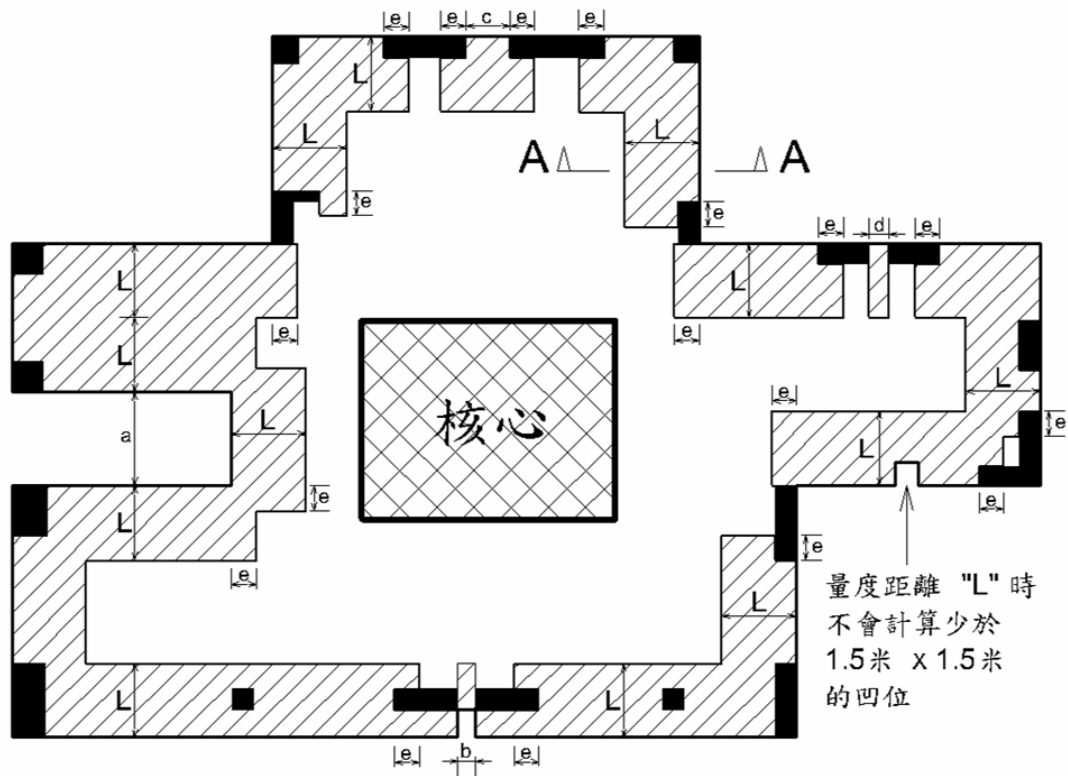 e e c e e
L
L L A A
e e
e d e
L L
L e e
核心
a L e L e
L
L e
e
e
量度距離 "L" 時
不會計算少於
1.5米 x 1.5米
的凹位
L
L L
e b e